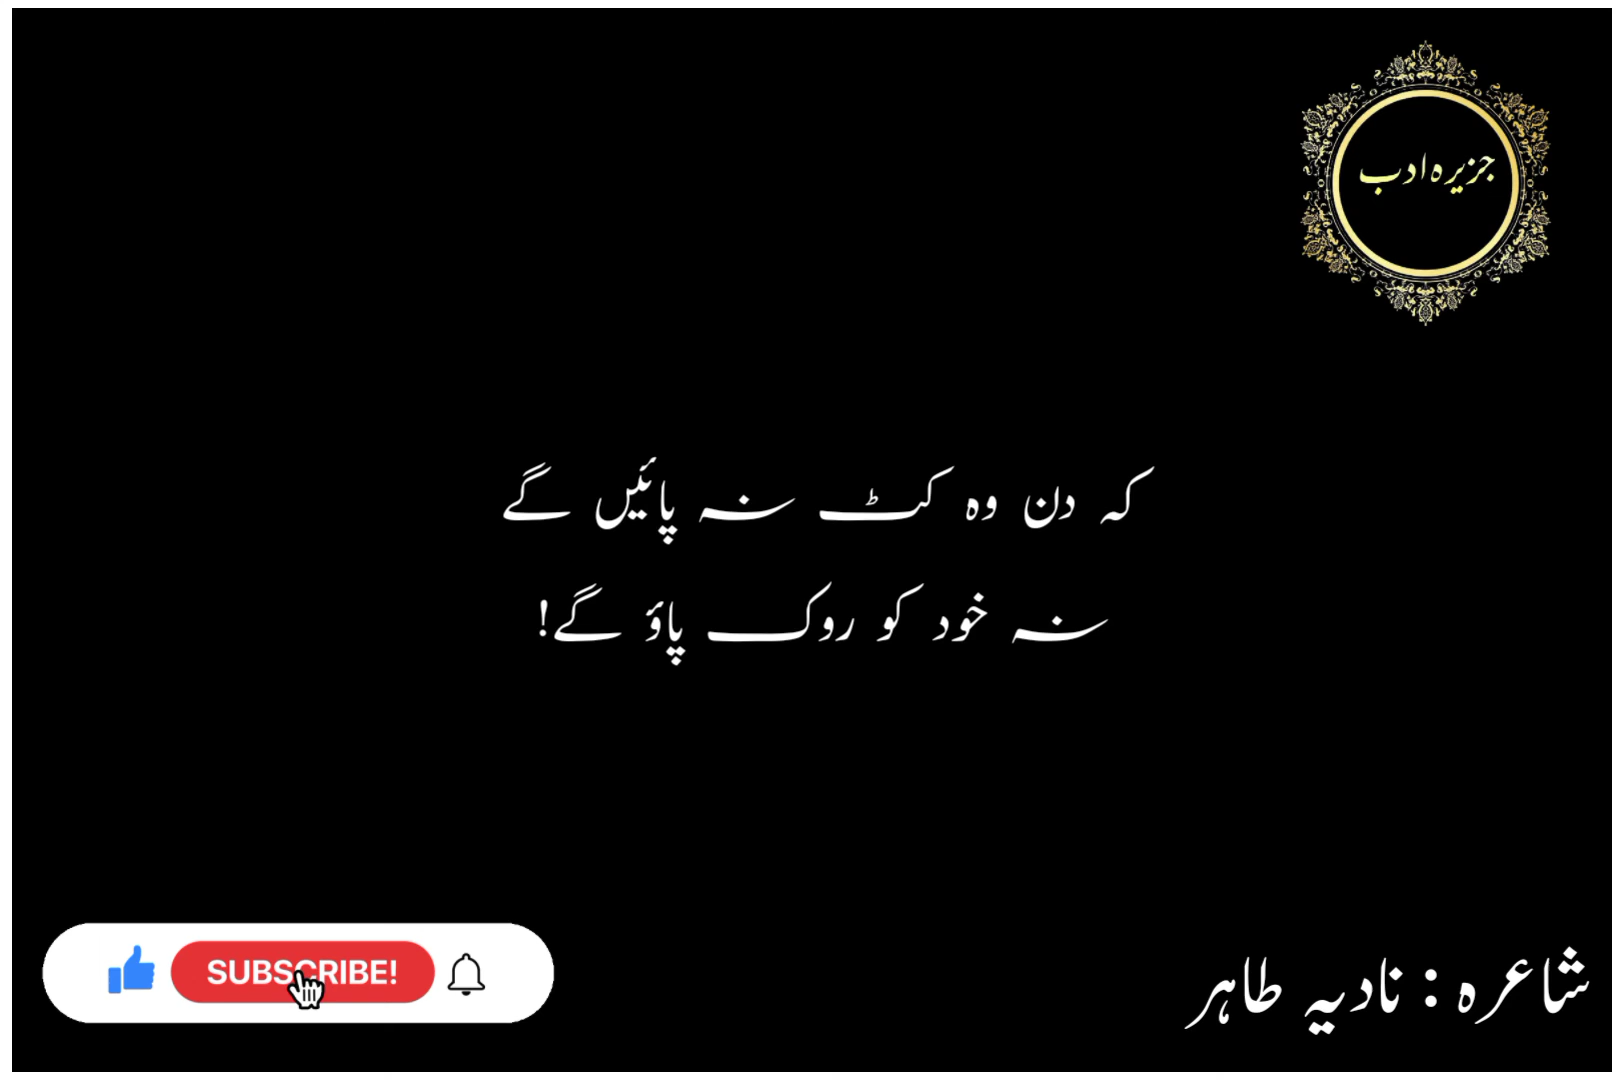 جزیرہ ادب
کہ دن وہ کٹ نہ پائیں گے
نہ خود کو روک پاؤ گے!
SUBSCRIBE!
شاعرہ : نادیہ طاہر